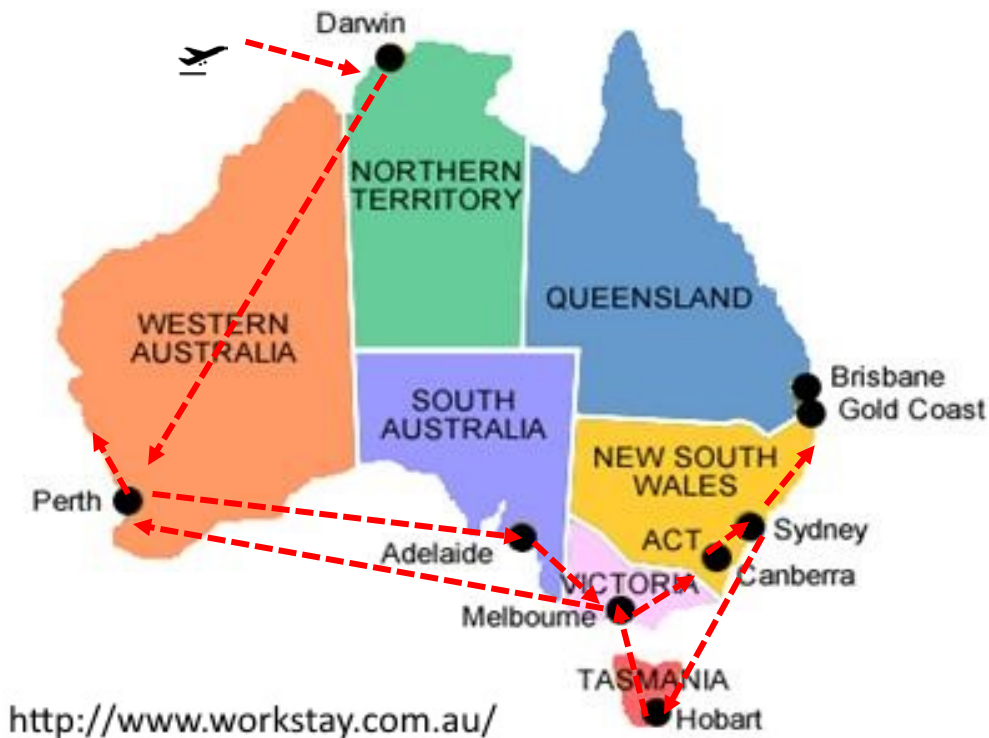 Darwin
NORTHERN
TERRITORY
QUEENSLAND
WESTERN
AUSTRALIA
Brisbane
Gold Coast
SOUTH
AUSTRALIA
NEW SOUTH
WALES
Perth
Adelaide
ACT
Sydney
Canberra
VICTORIA
Melbourne
TASMANIA
Hobart
http://www.workstay.com.au/